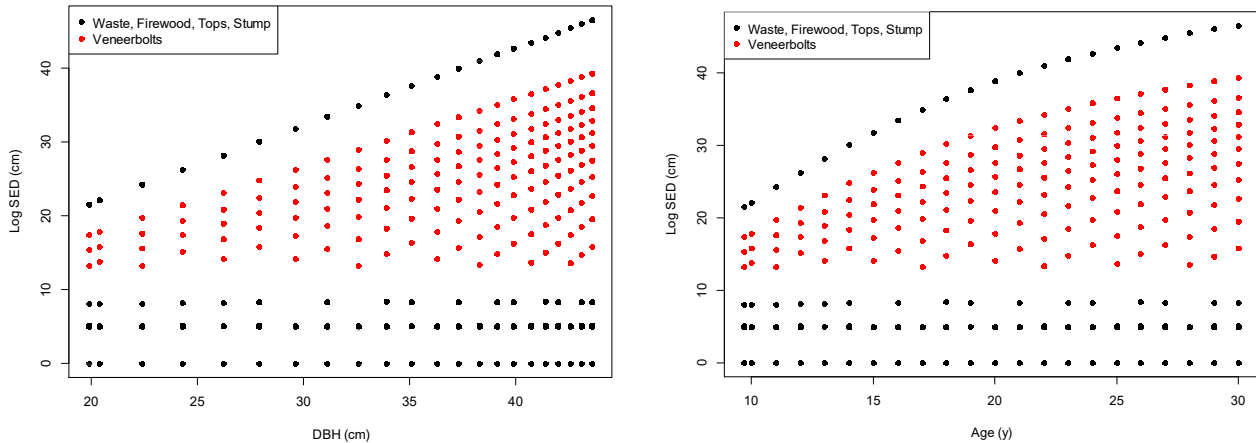 Waste, Firewood, Tops, Stump
Veneerbolts
Log SED (cm)
40
30
20
10
0
20 25 30 35 40
DBH (cm)
Waste, Firewood, Tops, Stump
Veneerbolts
Log SED (cm)
40
30
20
10
0
10 15 20 25 30
Age (y)